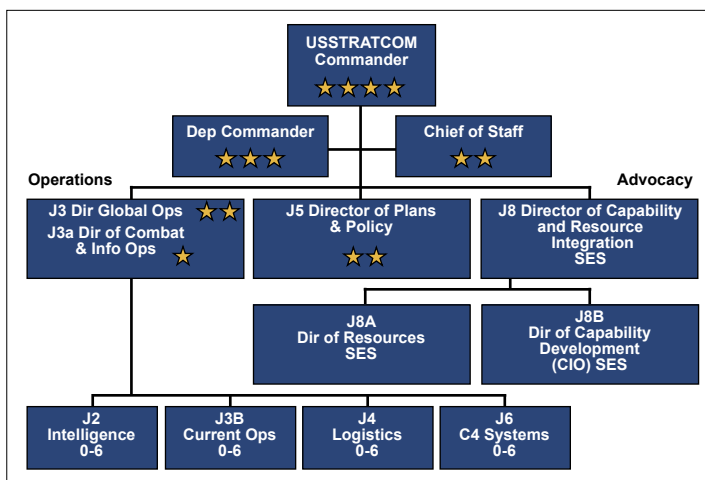 USSTRATCOM
Commander
Dep Commander
Chief of Staff
Operations
Advocacy
J3 Dir Global Ops
J3a Dir of Combat
& Info Ops
J5 Director of Plans
& Policy
J8 Director of Capability
and Resource
Integration
SES
J8A
Dir of Resources
SES
J8B
Dir of Capability
Development
(CIO) SES
J2
Intelligence
0-6
J3B
Current Ops
0-6
J4
Logistics
0-6
J6
C4 Systems
0-6